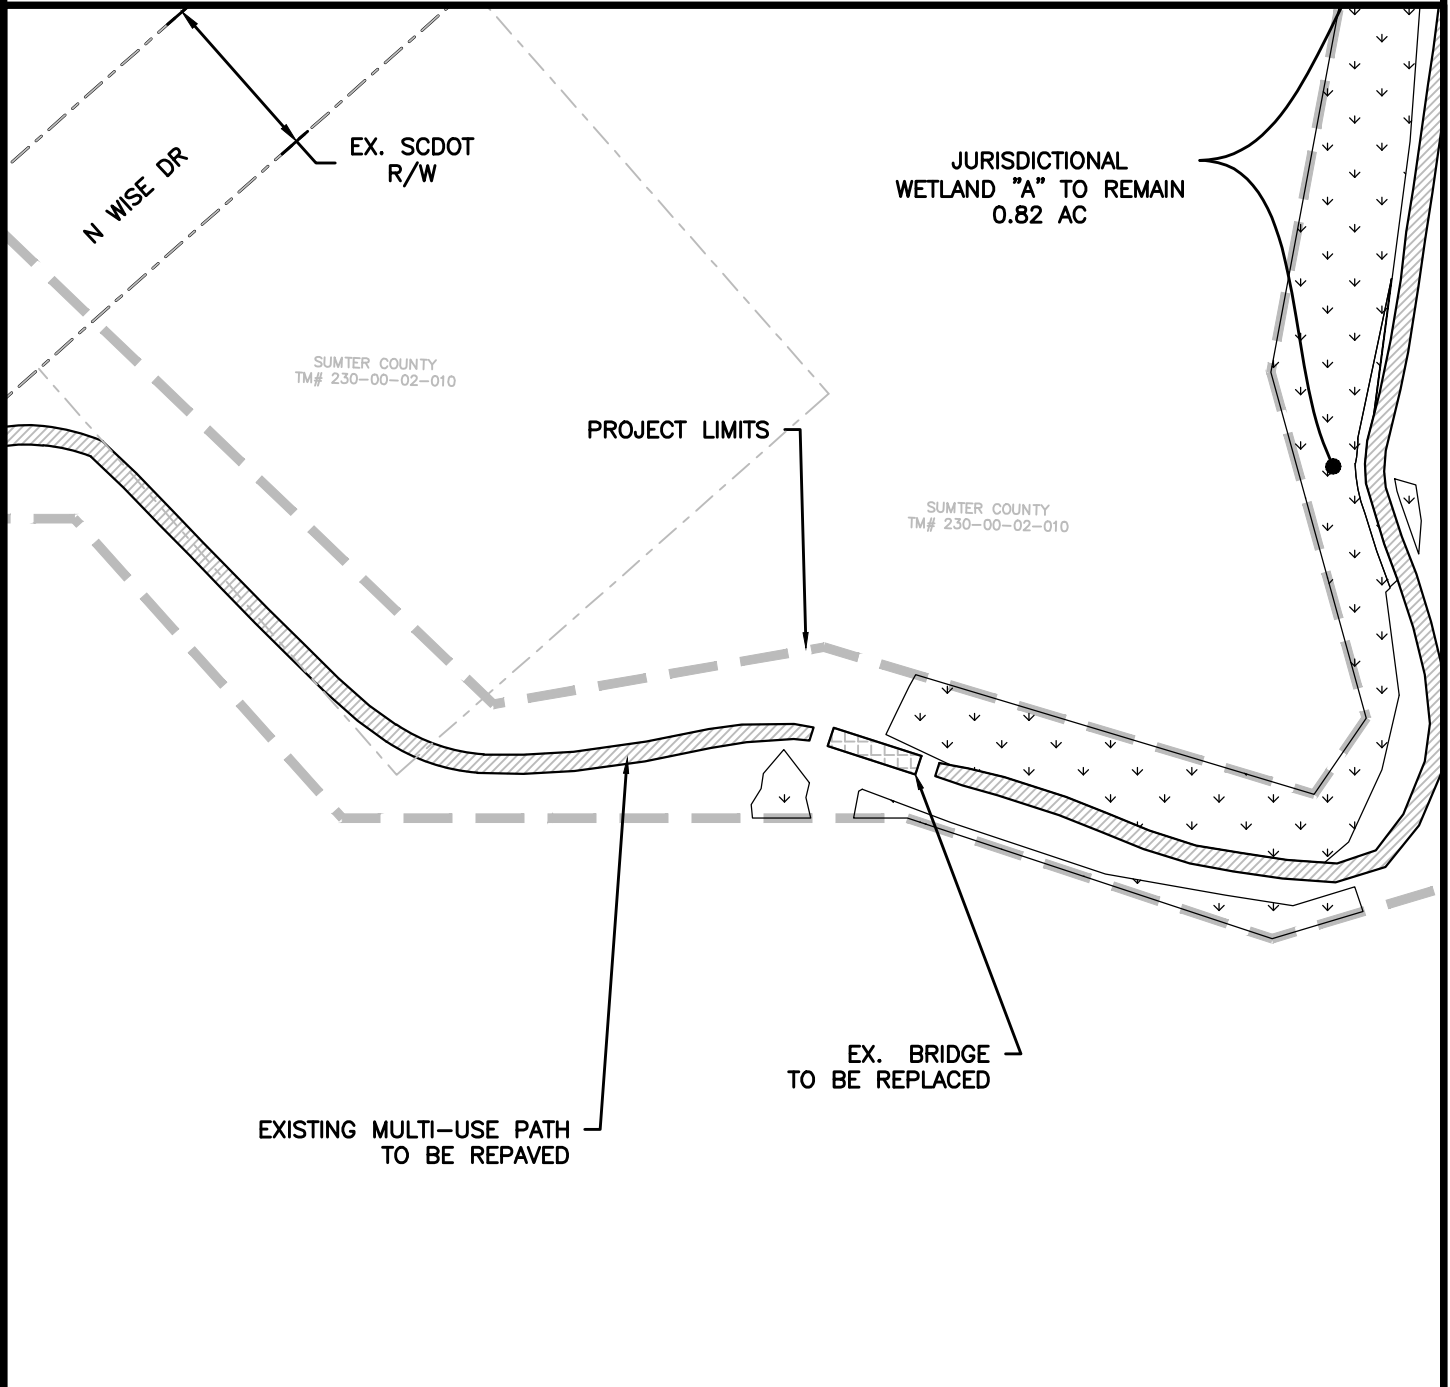 EX. SCDOT
R/W
N WISE DR
JURISDICTIONAL
WETLAND "A" TO REMAIN
0.82 AC
SUMTER COUNTY
TM# 230-00-02-010
PROJECT LIMITS
SUMTER COUNTY
TM# 230-00-02-010
EX. BRIDGE
TO BE REPLACED
EXISTING MULTI-USE PATH
TO BE REPAVED